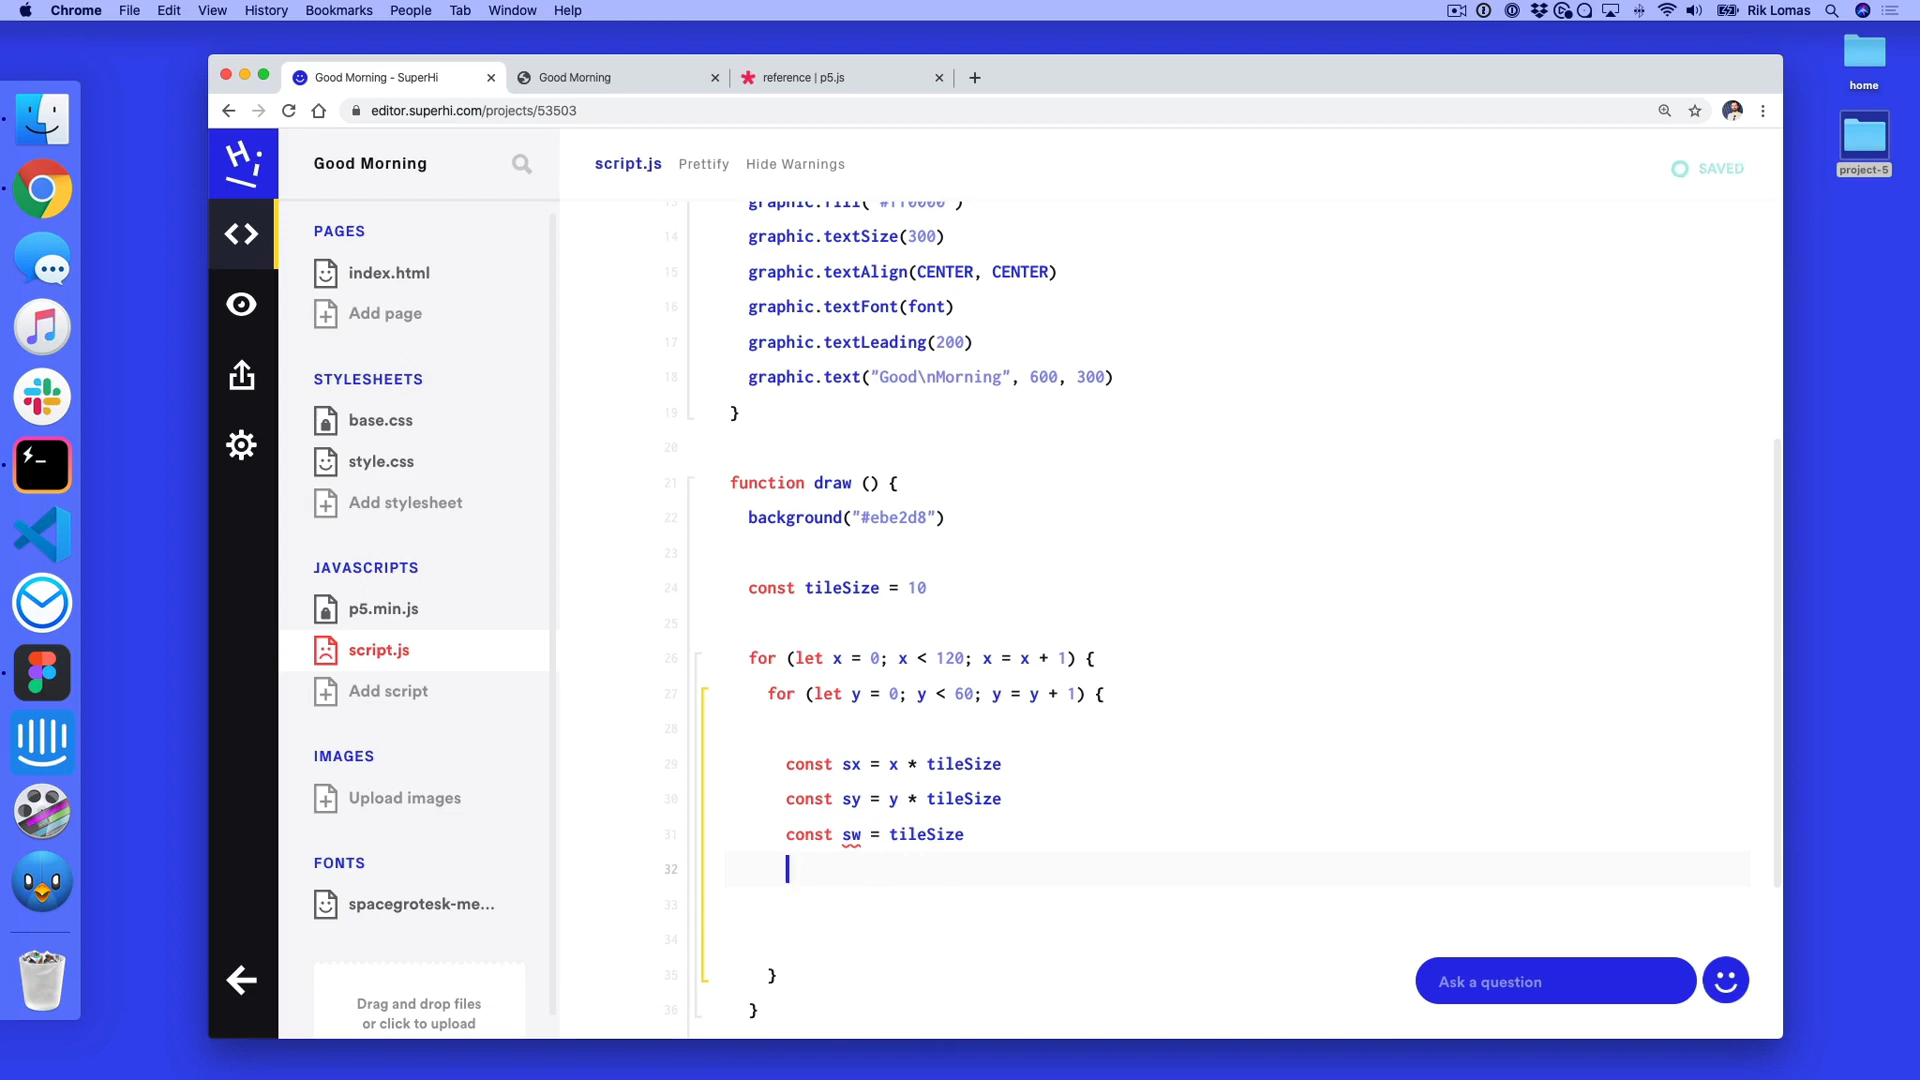 Chrome File Edit View History Bookmarks People Tab Window Help
Rik Lomas
home
project-5
Good Morning - SuperHi
Good Morning
reference | p5.js
editor.superhi.com/projects/53503
Hi
Good Morning
script.js Prettify Hide Warnings
SAVED
PAGES
index.html
Add page
STYLESHEETS
base.css
style.css
Add stylesheet
JAVASCRIPTS
p5.min.js
script.js
Add script
IMAGES
Upload images
FONTS
spacegrotesk-me...
Drag and drop files
or click to upload
13 graphic.fill("#ff0000")
14 graphic.textSize(300)
15 graphic.textAlign(CENTER, CENTER)
16 graphic.textFont(font)
17 graphic.textLeading(200)
18 graphic.text("Good\nMorning", 600, 300)
19 }
20
21 function draw () {
22 background("#ebe2d8")
23
24 const tileSize = 10
25
26 for (let x = 0; x < 120; x = x + 1) {
27 for (let y = 0; y < 60; y = y + 1) {
28
29 const sx = x * tileSize
30 const sy = y * tileSize
31 const sw = tileSize
32
33
34
35 }
36 }
Ask a question